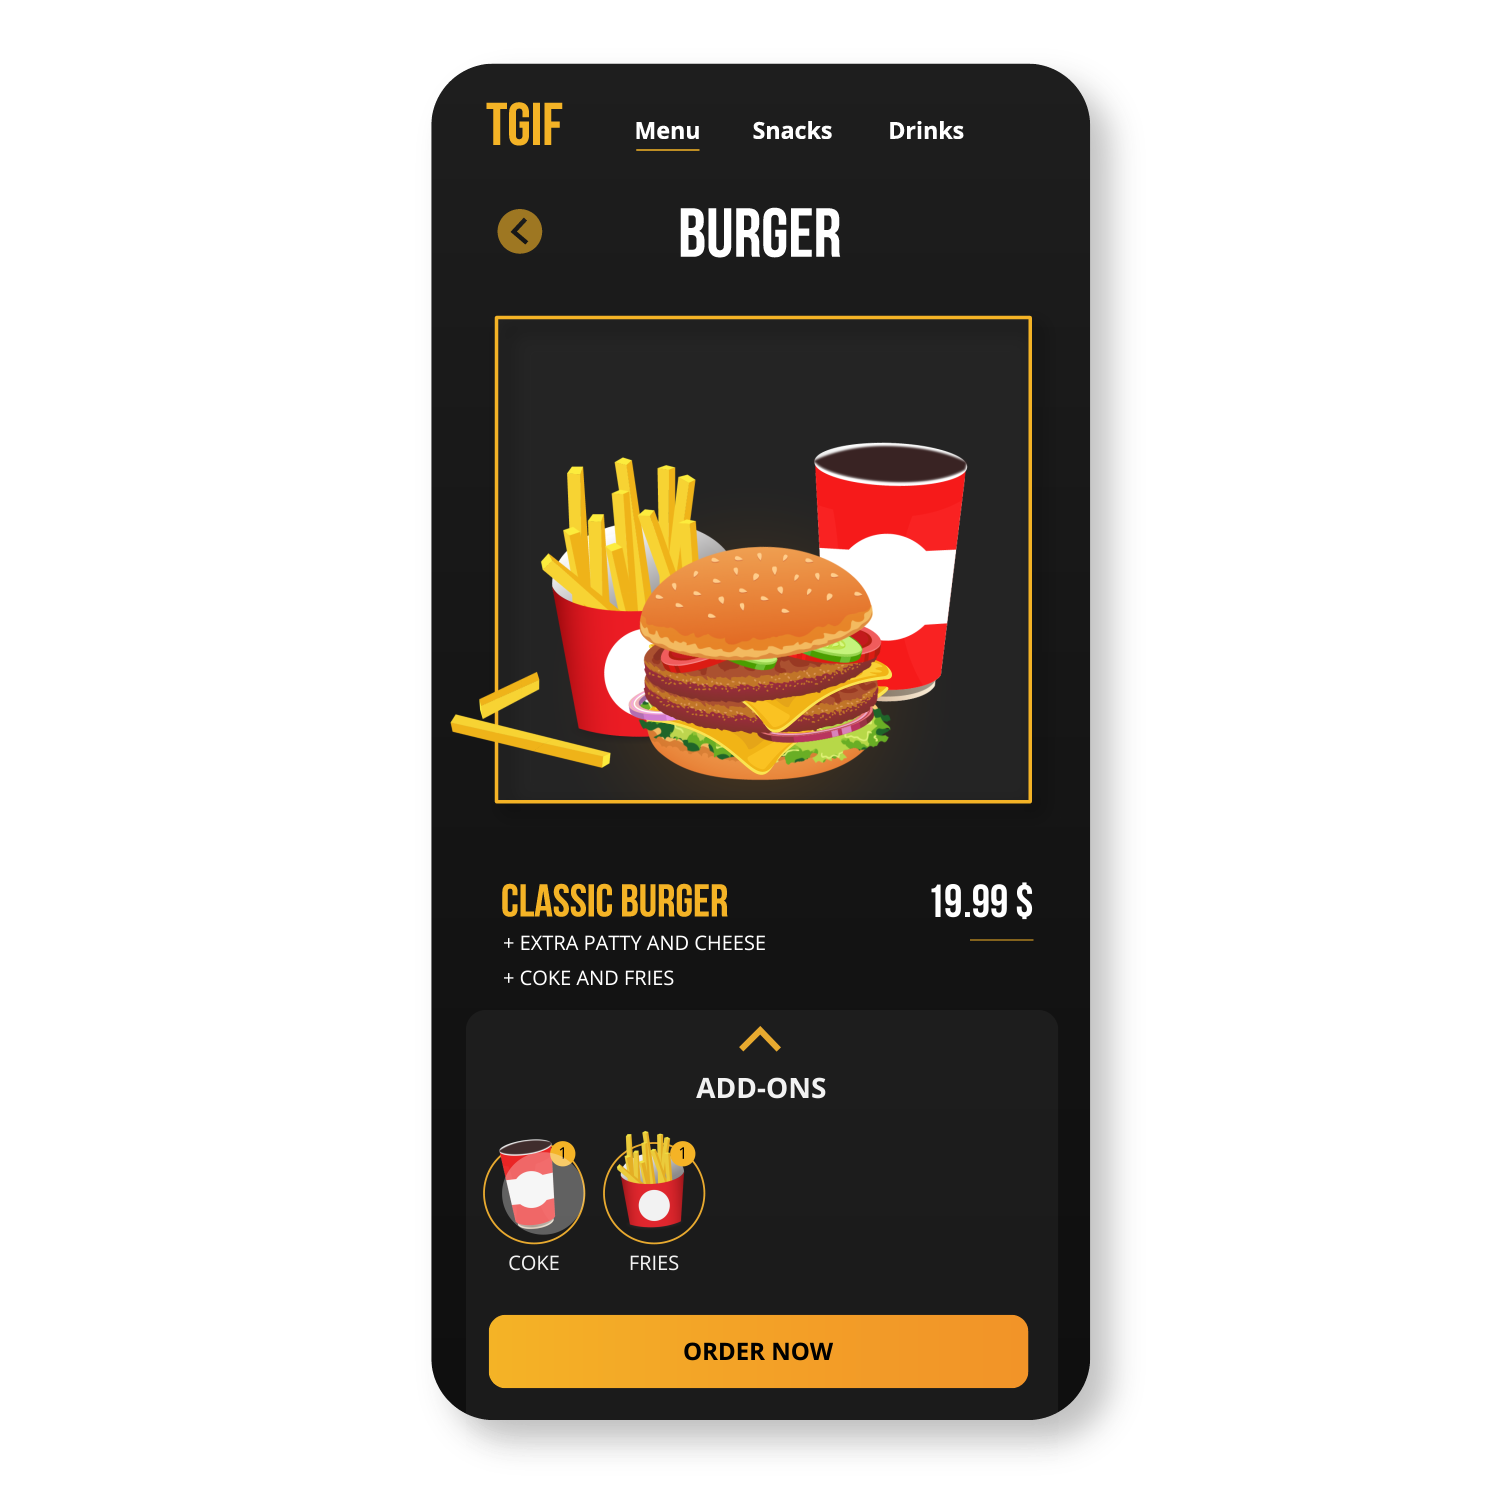 TGIF
Menu Snacks Drinks
BURGER
CLASSIC BURGER 19.99 $
+ EXTRA PATTY AND CHEESE
+ COKE AND FRIES
ADD-ONS
1 1
COKE FRIES
ORDER NOW